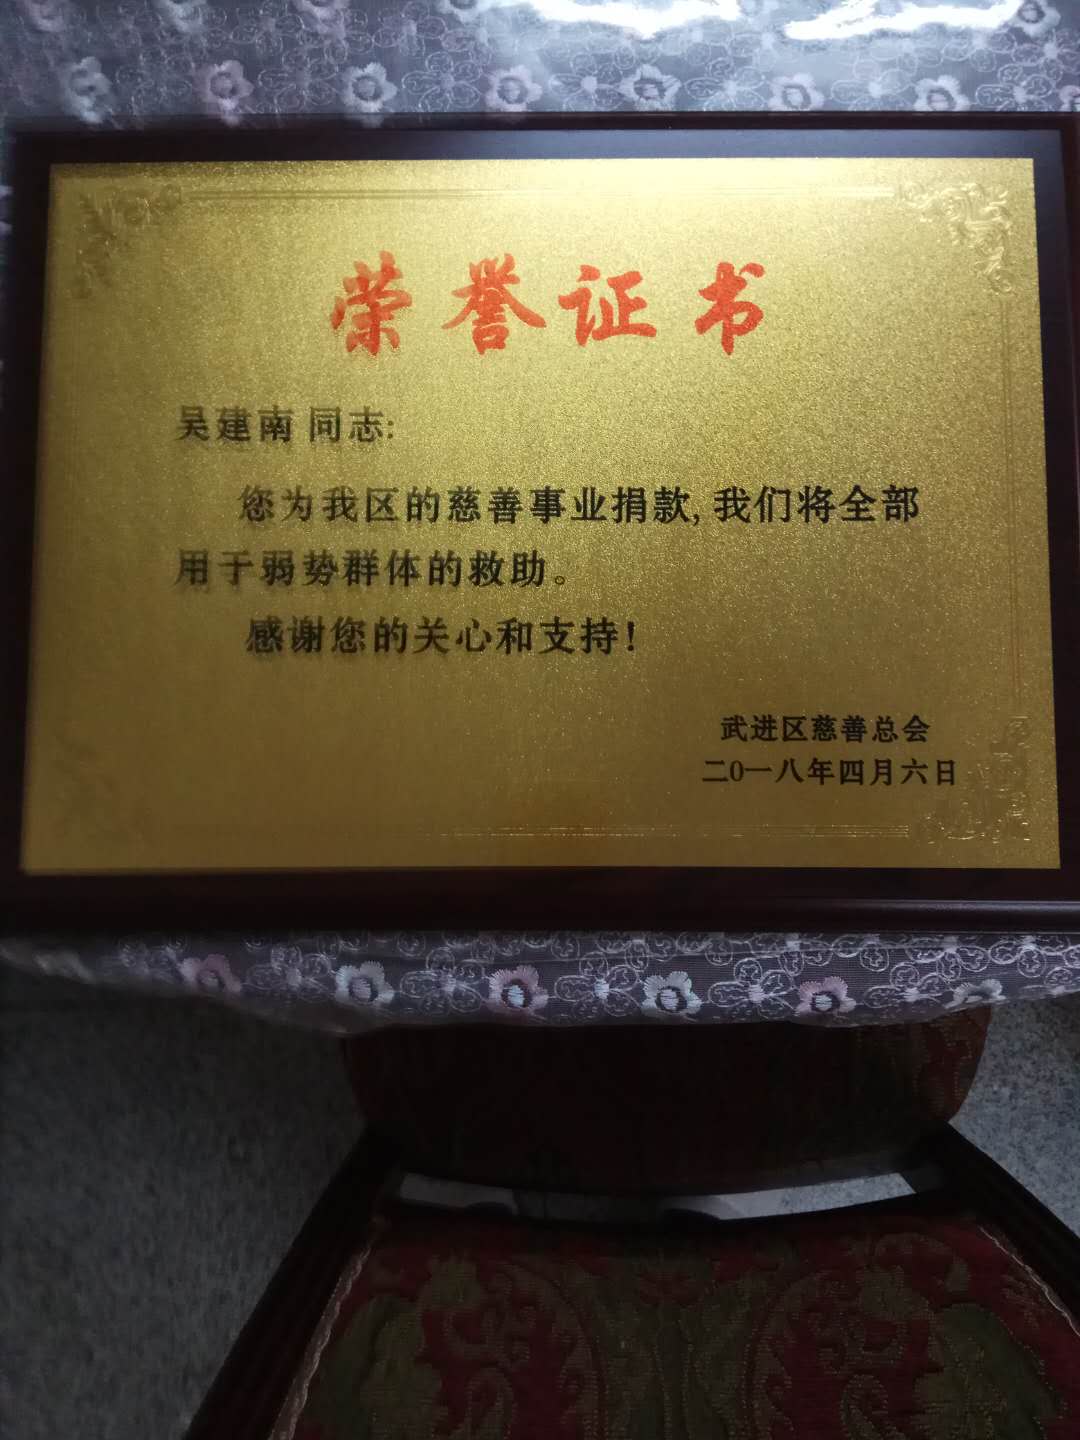 荣誉证书
吴建南 同志:
您为我区的慈善事业捐款, 我们将全部
用于弱势群体的救助。
感谢您的关心和支持!
武进区慈善总会
二0一八年四月六日